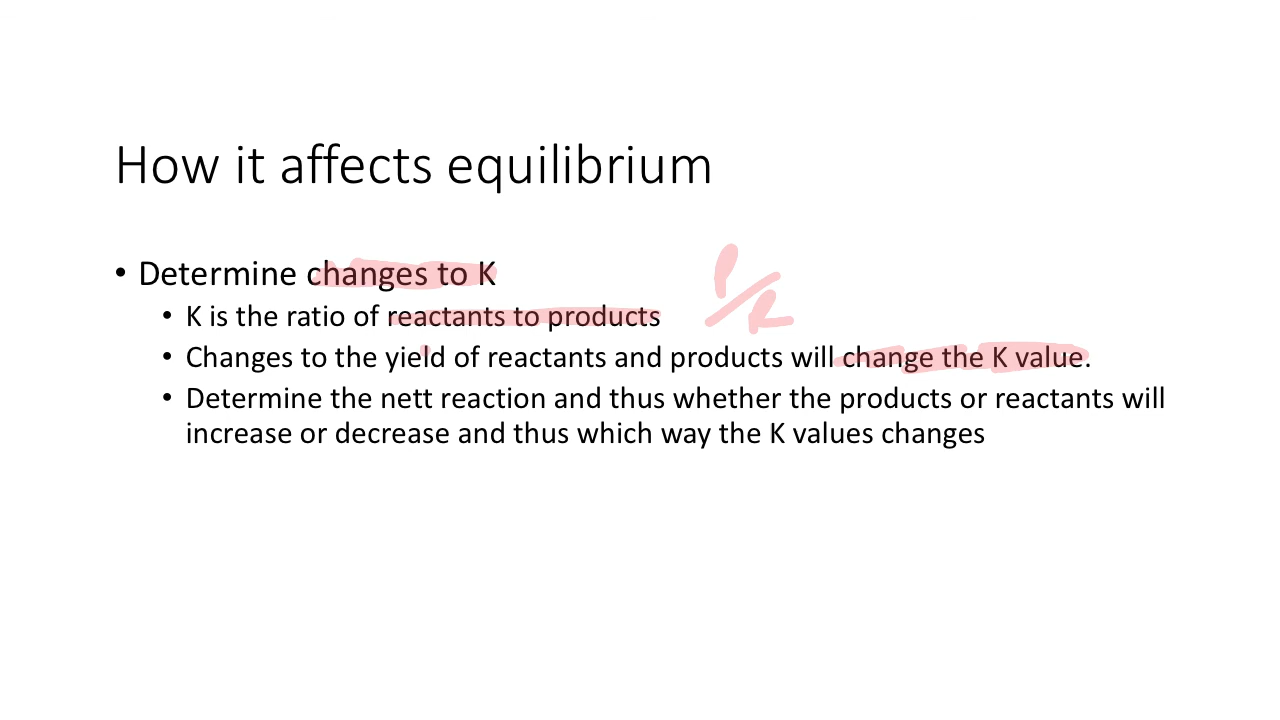 How it affects equilibrium
• Determine changes to K
• K is the ratio of reactants to products
P/R
• Changes to the yield of reactants and products will change the K value.
• Determine the nett reaction and thus whether the products or reactants will
increase or decrease and thus which way the K values changes